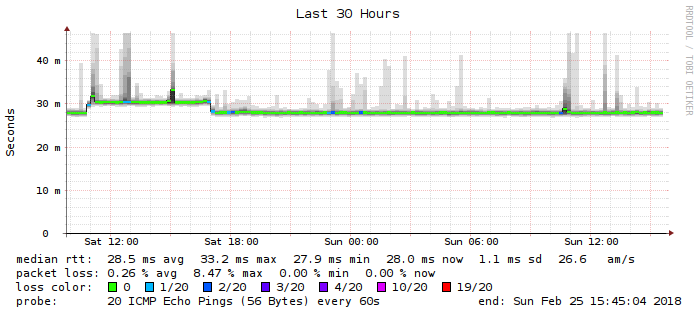 Last 30 Hours
RRDTOOL / TOBI OETIKER
Seconds
40 m
30 m
20 m
10 m
0
Sat 12:00 Sat 18:00 Sun 00:00 Sun 06:00 Sun 12:00
median rtt: 28.5 ms avg 33.2 ms max 27.9 ms min 28.0 ms now 1.1 ms sd 26.6 am/s
packet loss: 0.26 % avg 8.47 % max 0.00 % min 0.00 % now
loss color: 0 1/20 2/20 3/20 4/20 10/20 19/20
probe: 20 ICMP Echo Pings (56 Bytes) every 60s end: Sun Feb 25 15:45:04 2018